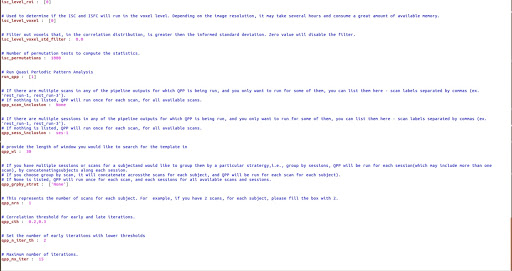 isc_level_roi : [0]
# Used to determine if the ISC and ISFC will run in the voxel level. Depending on the image resolution, it may take several hours and consume a great amount of available memory.
isc_level_voxel : [0]
# Filter out voxels that, in the correlation distribution, is greater then the informed standard deviation. Zero value will disable the filter.
isc_level_voxel_std_filter : 0.0
# Number of permutation tests to compute the statistics.
isc_permutations : 1000
# Run Quasi Periodic Pattern Analysis
run_qpp : [1]
# If there are multiple scans in any of the pipeline outputs for which QPP is being run, and you only want to run for some of them, you can list them here - scan labels separated by commas (ex.
'rest_run-1, rest_run-3').
# If nothing is listed, QPP will run once for each scan, for all available scans.
qpp_scan_inclusion : None
# If there are multiple sessions in any of the pipeline outputs for which QPP is being run, and you only want to run for some of them, you can list them here - scan labels separated by commas (ex.
'rest_run-1, rest_run-3').
# If nothing is listed, QPP will run once for each scan, for all available scans.
qpp_sess_inclusion : ses-1
# provide the length of window you would like to search for the template in
qpp_wl : 30
# If you have multiple sessions or scans for a subjectand would like to group them by a particular strategy,i.e., group by sessions, QPP will be run for each session(which may include more than one
scan), by concatenatingsubjects along each session.
# If you choose group by scan, it will concatenate acrossthe scans for each subject, and QPP will be run for each scan for each subject).
# If None is listed, QPP will run once for each scan, and each sessions for all available scans and sessions.
qpp_grpby_strat : ['None']
# This represents the number of scans for each subject. For example, if you have 2 scans, for each subject, please fill the box with 2.
qpp_nrn : 1
# Correlation threshold for early and late iterations.
qpp_cth : 0.2,0.3
# Set the number of early iterations with lower thresholds
qpp_n_iter_th : 2
# Maximum number of iterations.
qpp_mx_iter : 15